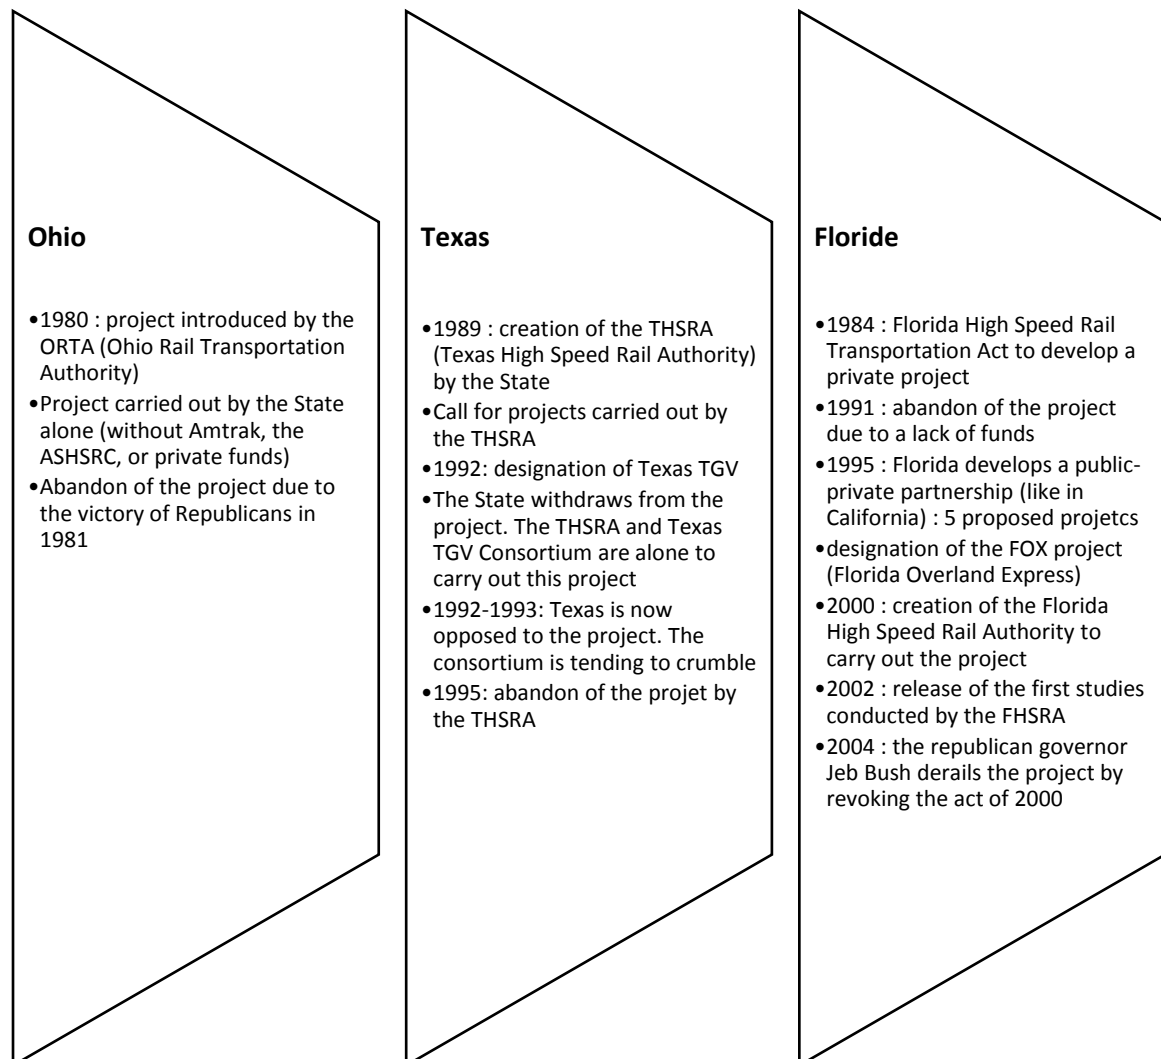 Ohio
•1980 : project introduced by the
ORTA (Ohio Rail Transportation
Authority)
•Project carried out by the State
alone (without Amtrak, the
ASHSRC, or private funds)
•Abandon of the project due to
the victory of Republicans in
1981
Texas
•1989 : creation of the THSRA
(Texas High Speed Rail Authority)
by the State
•Call for projects carried out by
the THSRA
•1992: designation of Texas TGV
•The State withdraws from the
project. The THSRA and Texas
TGV Consortium are alone to
carry out this project
•1992-1993: Texas is now
opposed to the project. The
consortium is tending to crumble
•1995: abandon of the projet by
the THSRA
Floride
•1984 : Florida High Speed Rail
Transportation Act to develop a
private project
•1991 : abandon of the project
due to a lack of funds
•1995 : Florida develops a public-
private partnership (like in
California) : 5 proposed projetcs
•designation of the FOX project
(Florida Overland Express)
•2000 : creation of the Florida
High Speed Rail Authority to
carry out the project
•2002 : release of the first studies
conducted by the FHSRA
•2004 : the republican governor
Jeb Bush derails the project by
revoking the act of 2000